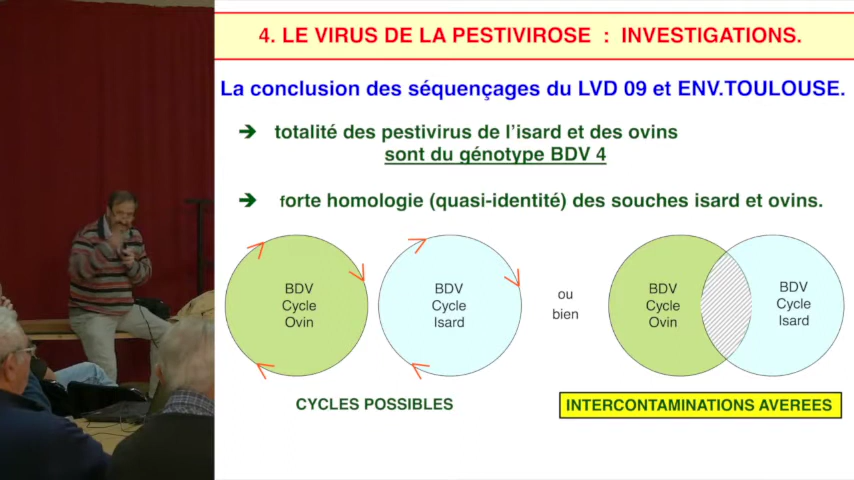 4. LE VIRUS DE LA PESTIVIROSE : INVESTIGATIONS.
La conclusion des séquençages du LVD 09 et ENV.TOULOUSE.
➔ totalité des pestivirus de l'isard et des ovins
sont du génotype BDV 4
➔ forte homologie (quasi-identité) des souches isard et ovins.
BDV
Cycle
Ovin
BDV
Cycle
Isard
ou
bien
BDV
Cycle
Ovin
BDV
Cycle
Isard
CYCLES POSSIBLES
INTERCONTAMINATIONS AVEREES